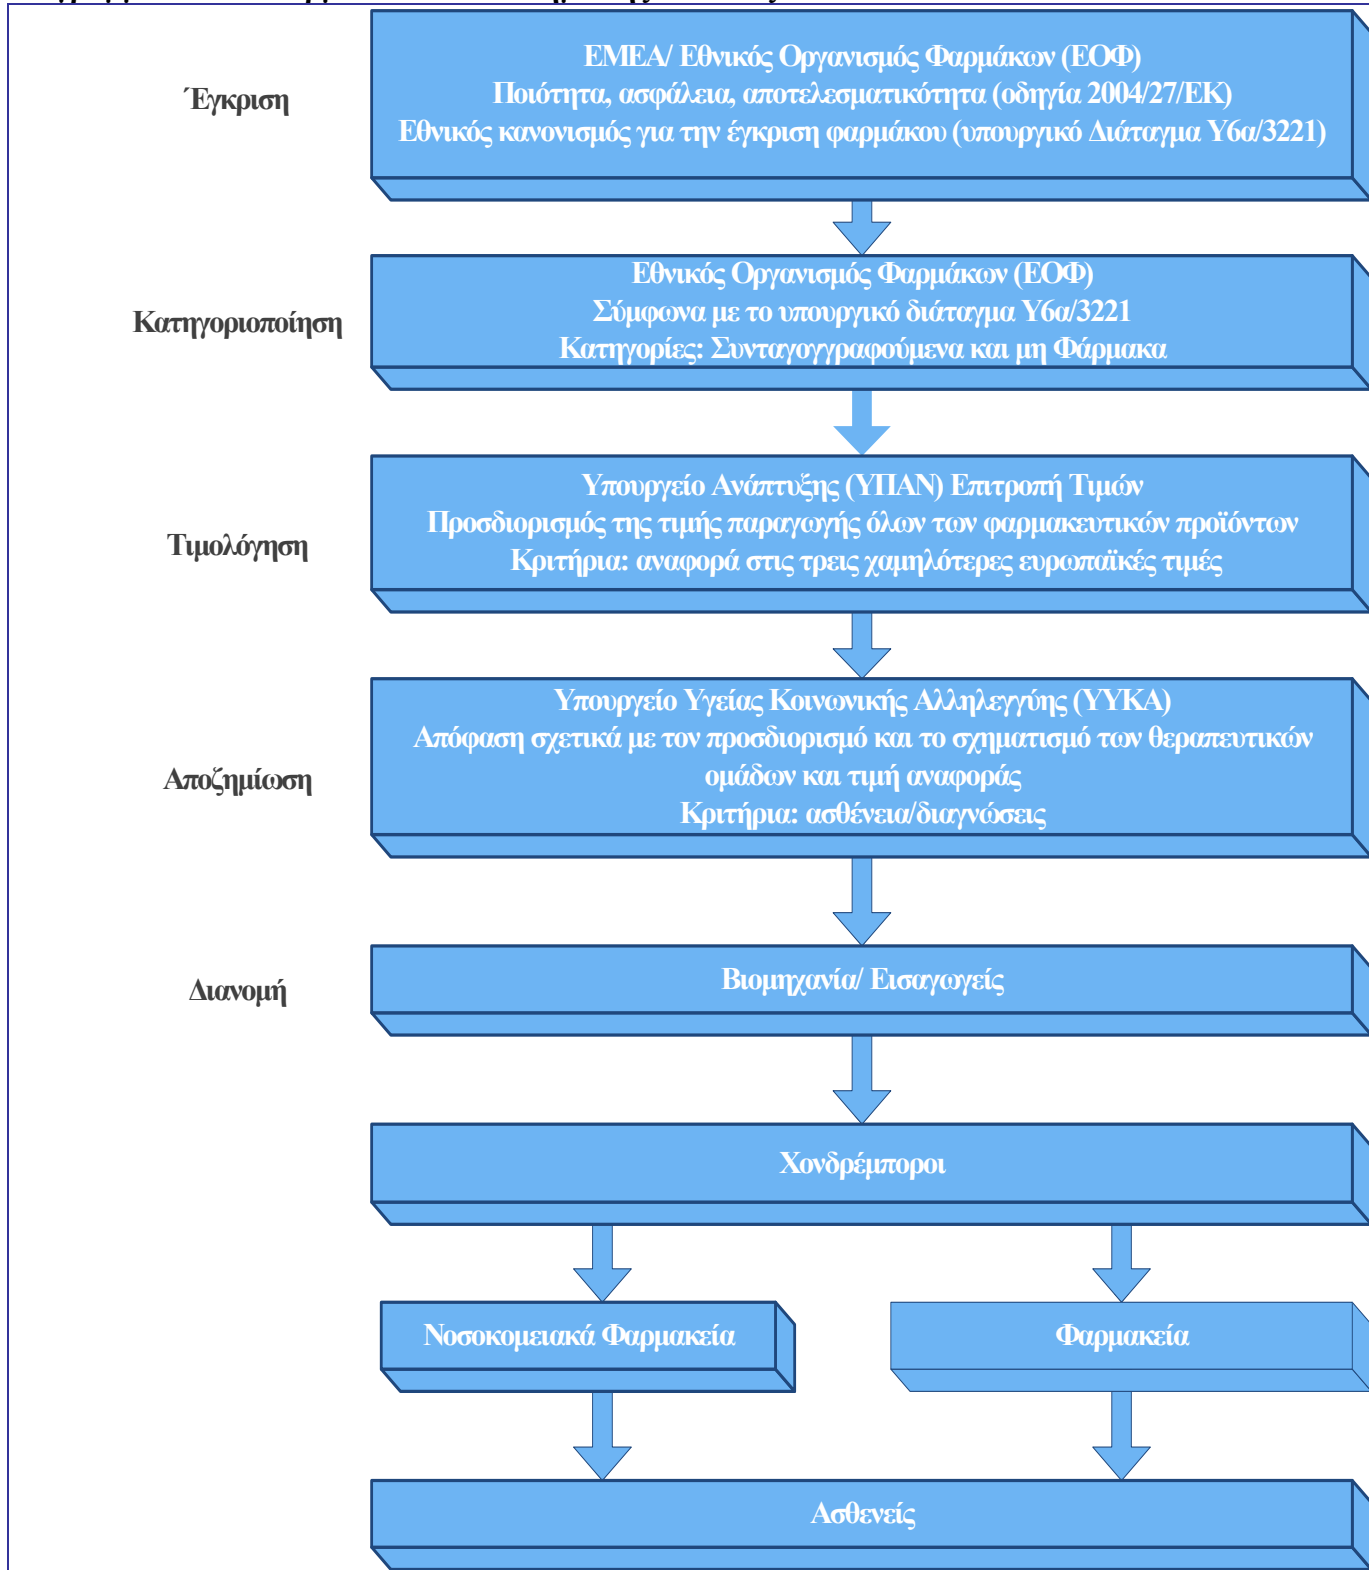 Έγκριση
ΕΜΕΑ/ Εθνικός Οργανισμός Φαρμάκων (ΕΟΦ)
Ποιότητα, ασφάλεια, αποτελεσματικότητα (οδηγία 2004/27/ΕΚ)
Εθνικός κανονισμός για την έγκριση φαρμάκου (υπουργικό Διάταγμα Υ6α/3221)
Κατηγοριοποίηση
Εθνικός Οργανισμός Φαρμάκων (ΕΟΦ)
Σύμφωνα με το υπουργικό διάταγμα Υ6α/3221
Κατηγορίες: Συνταγογγραφούμενα και μη Φάρμακα
Τιμολόγηση
Υπουργείο Ανάπτυξης (ΥΠΑΝ) Επιτροπή Τιμών
Προσδιορισμός της τιμής παραγωγής όλων των φαρμακευτικών προϊόντων
Κριτήρια: αναφορά στις τρεις χαμηλότερες ευρωπαϊκές τιμές
Αποζημίωση
Υπουργείο Υγείας Κοινωνικής Αλληλεγγύης (ΥΥΚΑ)
Απόφαση σχετικά με τον προσδιορισμό και το σχηματισμό των θεραπευτικών
ομάδων και τιμή αναφοράς
Κριτήρια: ασθένεια/διαγνώσεις
Διανομή
Βιομηχανία/ Εισαγωγείς
Χονδρέμποροι
Νοσοκομειακά Φαρμακεία
Φαρμακεία
Ασθενείς